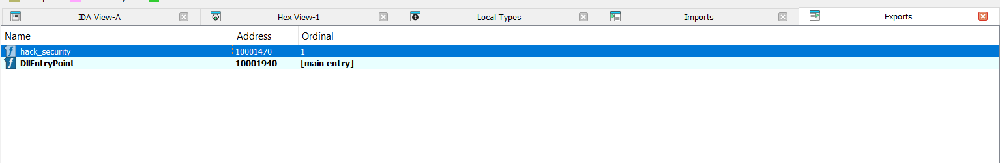 IDA View-A Hex View-1 Local Types Imports Exports
Name Address Ordinal
hack_security 10001470 1
DllEntryPoint 10001940 [main entry]